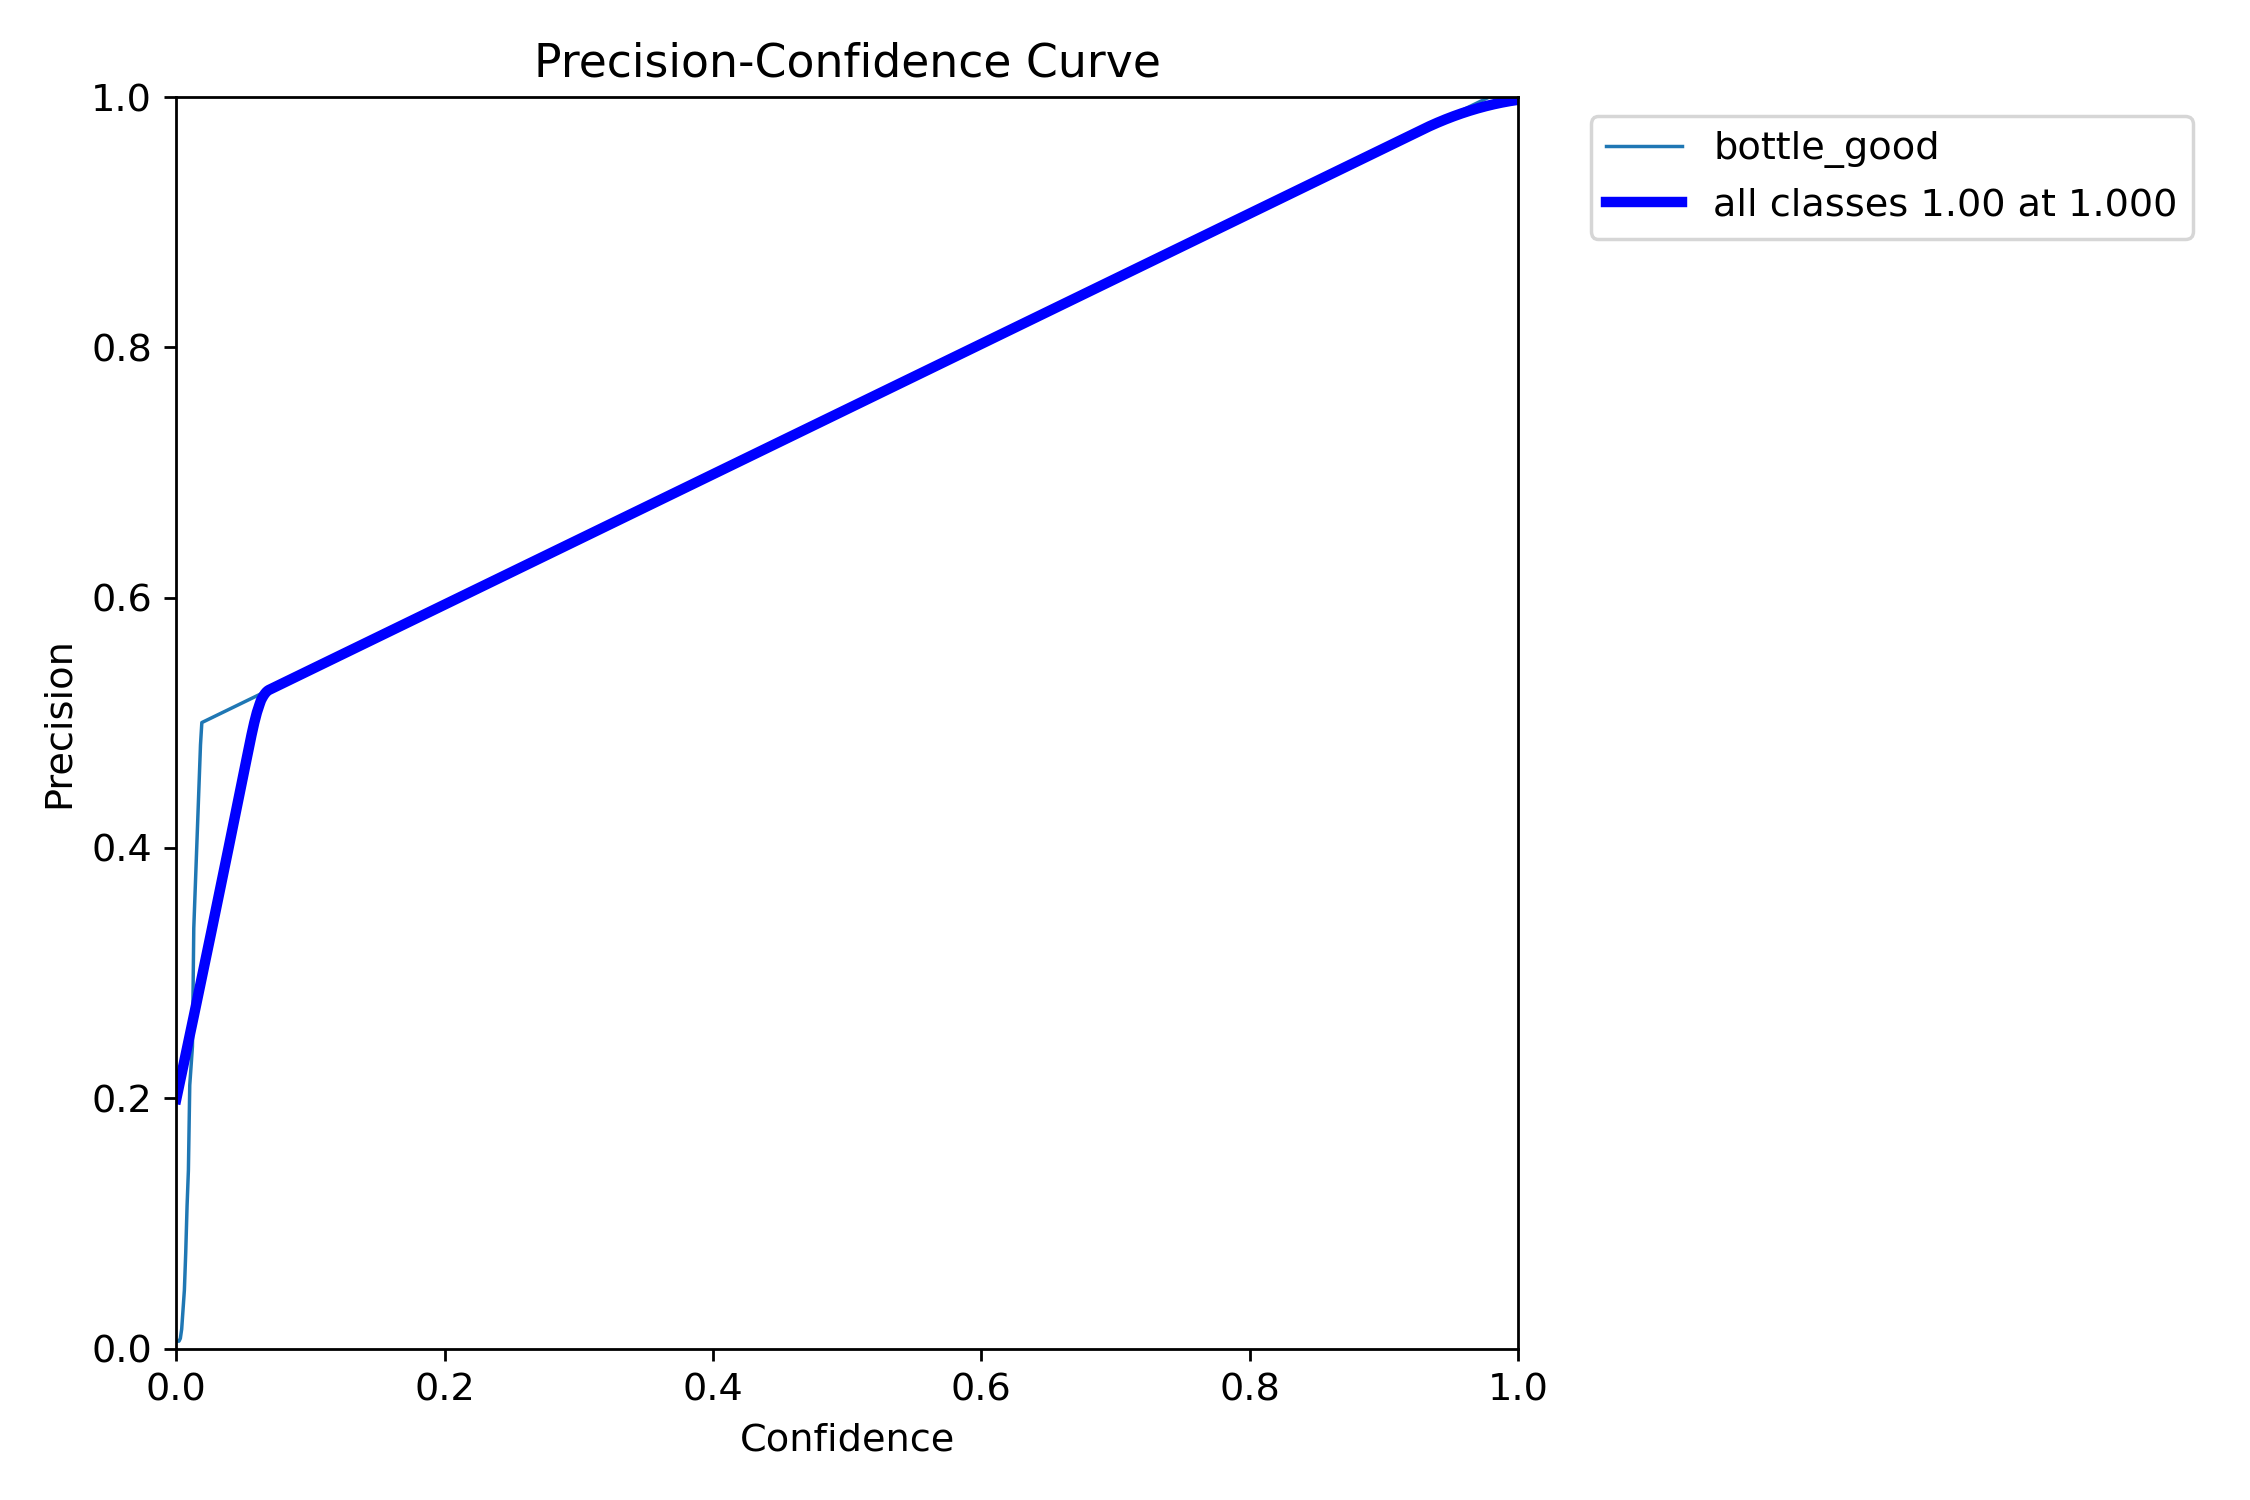 Precision-Confidence Curve
1.0
0.8
0.6
0.4
0.2
0.0
Precision
0.0 0.2 0.4 0.6 0.8 1.0
Confidence
bottle_good
all classes 1.00 at 1.000